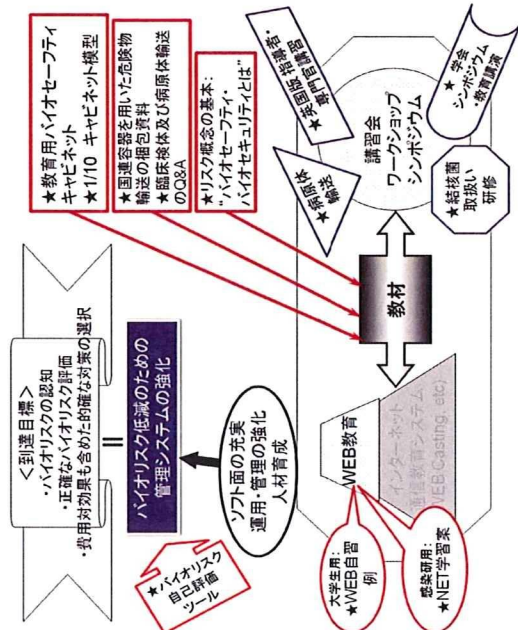 <到達目標>
・バイオリスクの認知
・正確なバイオリスク評価
・費用対効果も含めた的確な対策の選択
＝
バイオリスク低減のための
管理システムの強化
★バイオリスク
自己評価
ツール
ソフト面の充実
運用・管理の強化
人材育成
★教育用バイオセーフティ
キャビネット
★1/10 キャビネット模型
★国連容器を用いた危険物
輸送の梱包資料
★臨床検体及び病原体輸送
のQ&A
★リスク概念の基本:
“バイオセーフティ・
バイオセキュリティとは”
大学生用:
★WEB自習
例
感染研用:
★NET学習案
WEB教育
インターネット
通信教育システム
(WEB Casting, etc)
教材
★病原体
輸送
★英国版 指導者・
専門官講習
講習会
ワークショップ
シンポジウム
★学会
シンポジウム
・教育講演
★結核菌
取扱い
研修